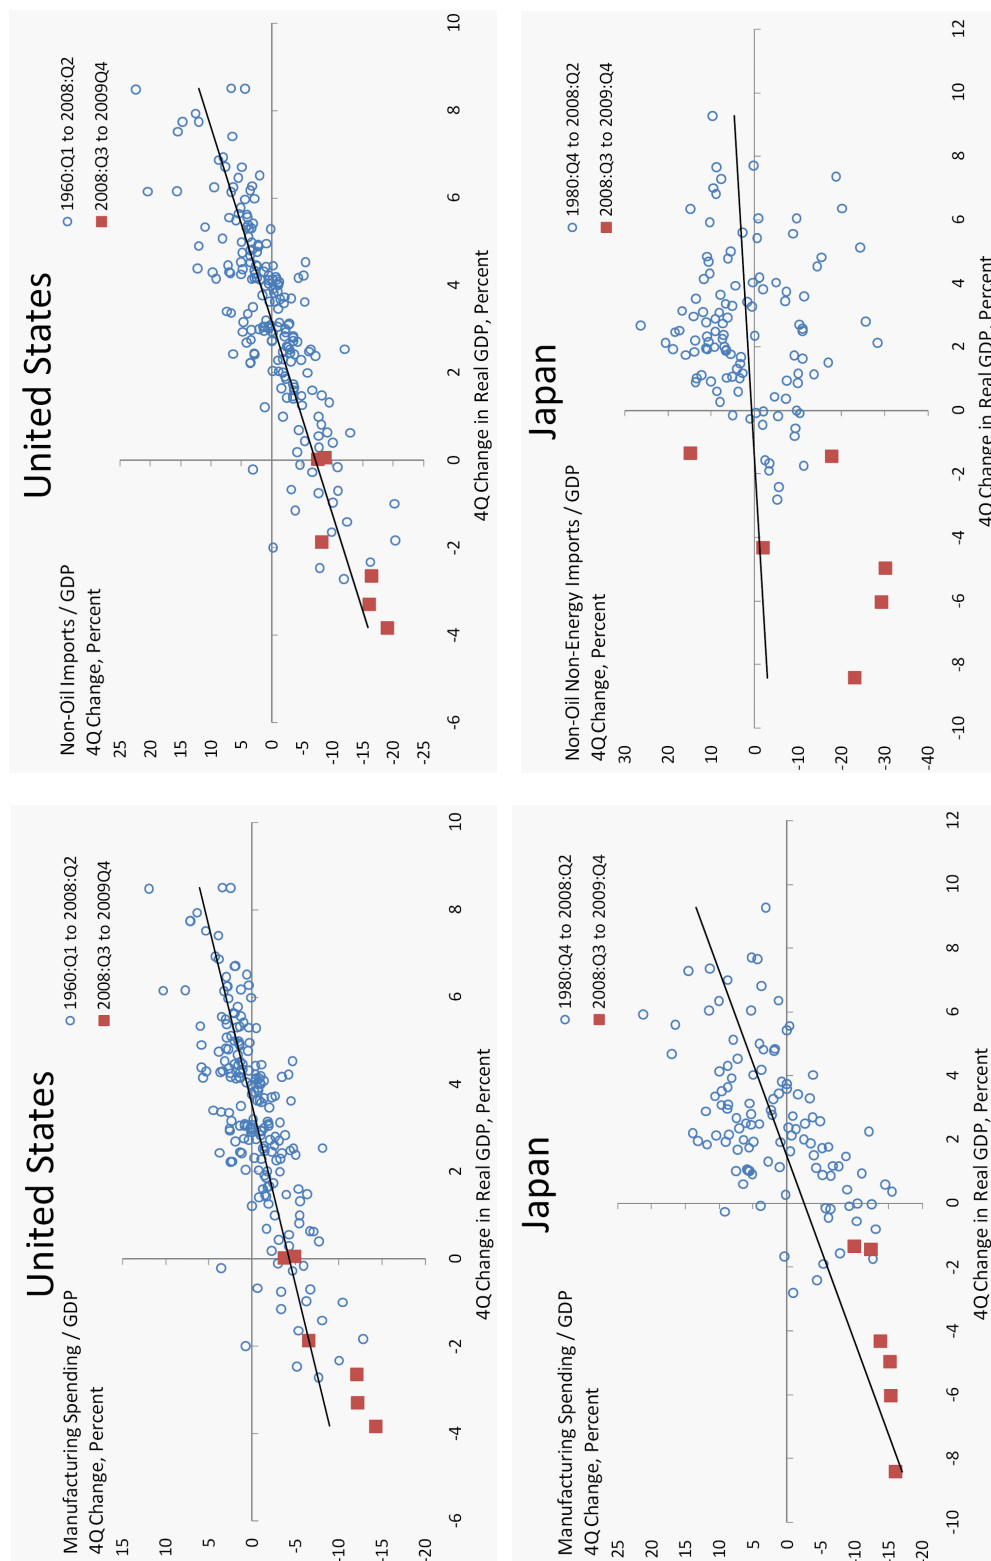 United States
Manufacturing Spending / GDP
4Q Change, Percent
1960:Q1 to 2008:Q2
2008:Q3 to 2009Q4
15
10
5
0
-5
-10
-15
-20
-6 -4 -2 0 2 4 6 8 10
4Q Change in Real GDP, Percent
United States
Non-Oil Imports / GDP
4Q Change, Percent
1960:Q1 to 2008:Q2
2008:Q3 to 2009Q4
25
20
15
10
5
0
-5
-10
-15
-20
-25
-6 -4 -2 0 2 4 6 8 10
4Q Change in Real GDP, Percent
Japan
Manufacturing Spending / GDP
4Q Change, Percent
1980:Q4 to 2008:Q2
2008:Q3 to 2009:Q4
25
20
15
10
5
0
-5
-10
-15
-20
-10 -8 -6 -4 -2 0 2 4 6 8 10 12
4Q Change in Real GDP, Percent
Japan
Non-Oil Non-Energy Imports / GDP
4Q Change, Percent
1980:Q4 to 2008:Q2
2008:Q3 to 2009:Q4
30
20
10
0
-10
-20
-30
-40
-10 -8 -6 -4 -2 0 2 4 6 8 10 12
4Q Change in Real GDP, Percent